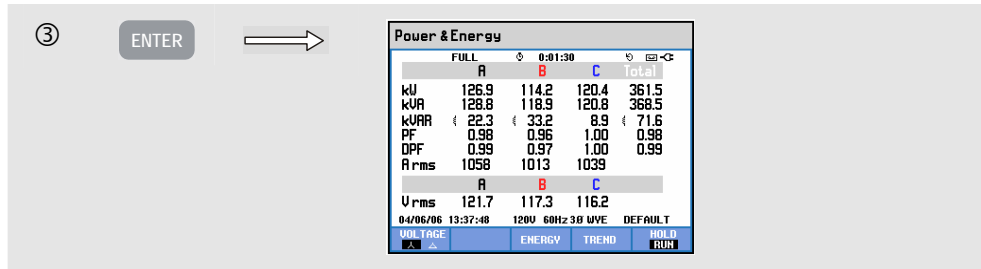 ③ ENTER
Power & Energy
FULL 0:01:30
A B C Total
kW 126.9 114.2 120.4 361.5
kVA 128.8 118.9 120.8 368.5
kVAR 22.3 33.2 8.9 71.6
PF 0.98 0.96 1.00 0.98
DPF 0.99 0.97 1.00 0.99
A rms 1058 1013 1039
A B C
V rms 121.7 117.3 116.2
04/06/06 13:37:48 120V 60Hz 3Ø WYE DEFAULT
VOLTAGE ENERGY TREND HOLD
RUN